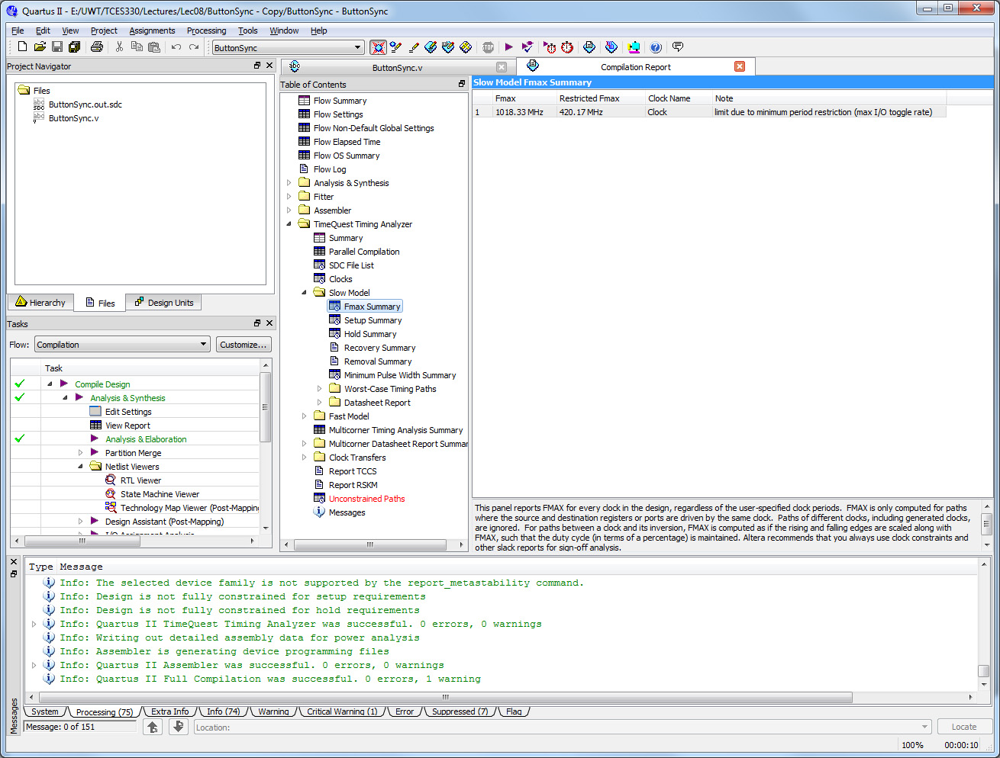 Quartus II - E:/UWT/TCES330/Lectures/Lec08/ButtonSync - Copy/ButtonSync - ButtonSync
File Edit View Project Assignments Processing Tools Window Help
ButtonSync
STOP
Project Navigator
Files
ButtonSync.out.sdc
ButtonSync.v
Hierarchy Files Design Units
Tasks
Flow: Compilation Customize...
Task
Compile Design
Analysis & Synthesis
Edit Settings
View Report
Analysis & Elaboration
Partition Merge
Netlist Viewers
RTL Viewer
State Machine Viewer
Technology Map Viewer (Post-Mapping
Design Assistant (Post-Mapping)
I/O Assignment Analysis
ButtonSync.v
Compilation Report
Table of Contents
Flow Summary
Flow Settings
Flow Non-Default Global Settings
Flow Elapsed Time
Flow OS Summary
Flow Log
Analysis & Synthesis
Fitter
Assembler
TimeQuest Timing Analyzer
Summary
Parallel Compilation
SDC File List
Clocks
Slow Model
Fmax Summary
Setup Summary
Hold Summary
Recovery Summary
Removal Summary
Minimum Pulse Width Summary
Worst-Case Timing Paths
Datasheet Report
Fast Model
Multicorner Timing Analysis Summary
Multicorner Datasheet Report Summar
Clock Transfers
Report TCCS
Report RSKM
Unconstrained Paths
Messages
Slow Model Fmax Summary
Fmax Restricted Fmax Clock Name Note
1 1018.33 MHz 420.17 MHz Clock limit due to minimum period restriction (max I/O toggle rate)
This panel reports FMAX for every clock in the design, regardless of the user-specified clock periods. FMAX is only computed for paths
where the source and destination registers or ports are driven by the same clock. Paths of different clocks, including generated clocks,
are ignored. For paths between a clock and its inversion, FMAX is computed as if the rising and falling edges are scaled along with
FMAX, such that the duty cycle (in terms of a percentage) is maintained. Altera recommends that you always use clock constraints and
other slack reports for sign-off analysis.
Type Message
Info: The selected device family is not supported by the report_metastability command.
Info: Design is not fully constrained for setup requirements
Info: Design is not fully constrained for hold requirements
Info: Quartus II TimeQuest Timing Analyzer was successful. 0 errors, 0 warnings
Info: Writing out detailed assembly data for power analysis
Info: Assembler is generating device programming files
Info: Quartus II Assembler was successful. 0 errors, 0 warnings
Info: Quartus II Full Compilation was successful. 0 errors, 1 warning
Messages
System Processing (75) Extra Info Info (74) Warning Critical Warning (1) Error Suppressed (7) Flag
Message: 0 of 151 Location: Locate
100% 00:00:10